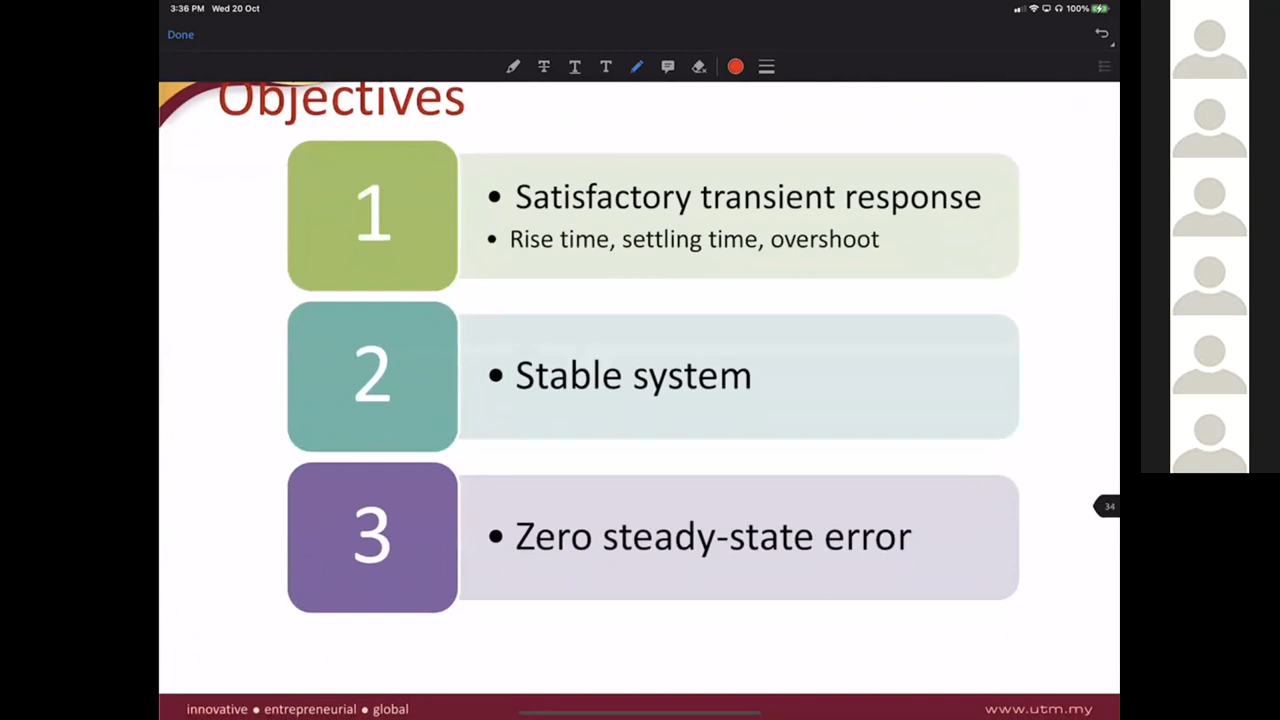 3:36 PM Wed 20 Oct
100%
Done
T T T
Objectives
1
• Satisfactory transient response
• Rise time, settling time, overshoot
2
• Stable system
3
• Zero steady-state error
34
innovative ● entrepreneurial ● global
www.utm.my